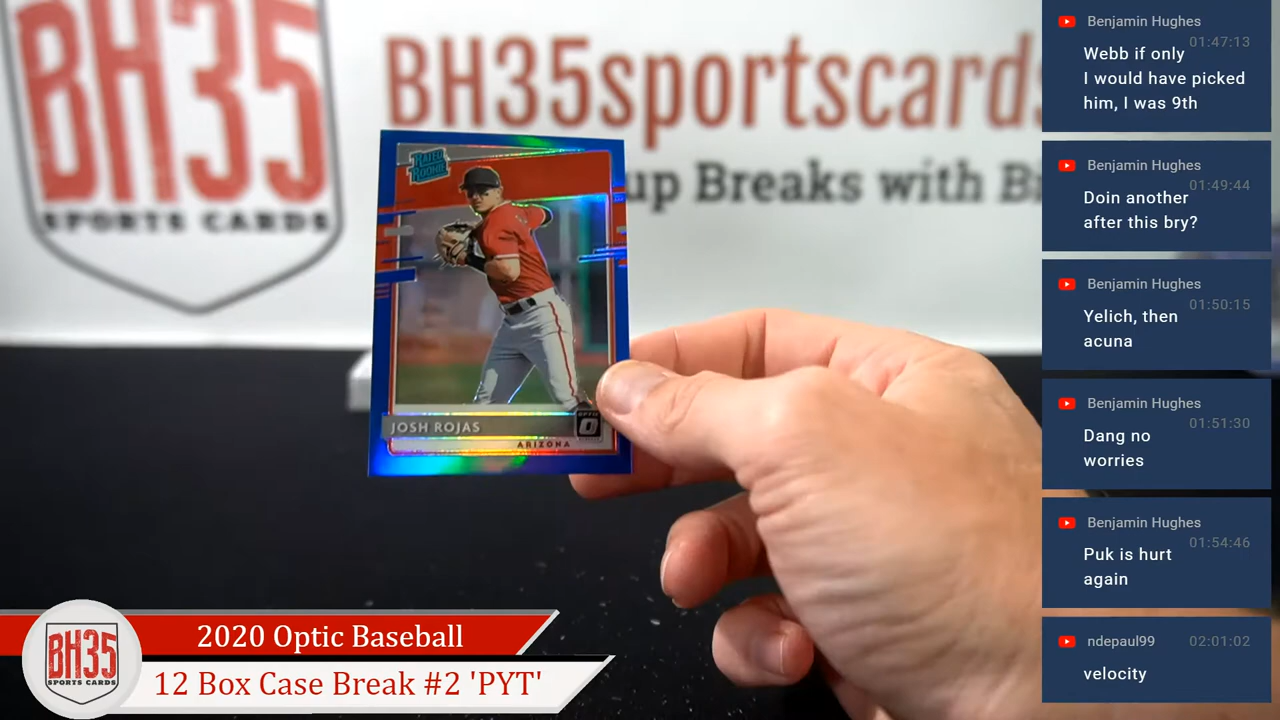 BH35
SPORTS CARDS
BH35sportscards
up Breaks with B
RATED
ROOKIE
JOSH ROJAS
OPTIC
ARIZONA
2020 Optic Baseball
12 Box Case Break #2 'PYT'
BH35
SPORTS CARDS
Benjamin Hughes
01:47:13
Webb if only
I would have picked
him, I was 9th
Benjamin Hughes
01:49:44
Doin another
after this bry?
Benjamin Hughes
01:50:15
Yelich, then
acuna
Benjamin Hughes
01:51:30
Dang no
worries
Benjamin Hughes
01:54:46
Puk is hurt
again
ndepaul99 02:01:02
velocity